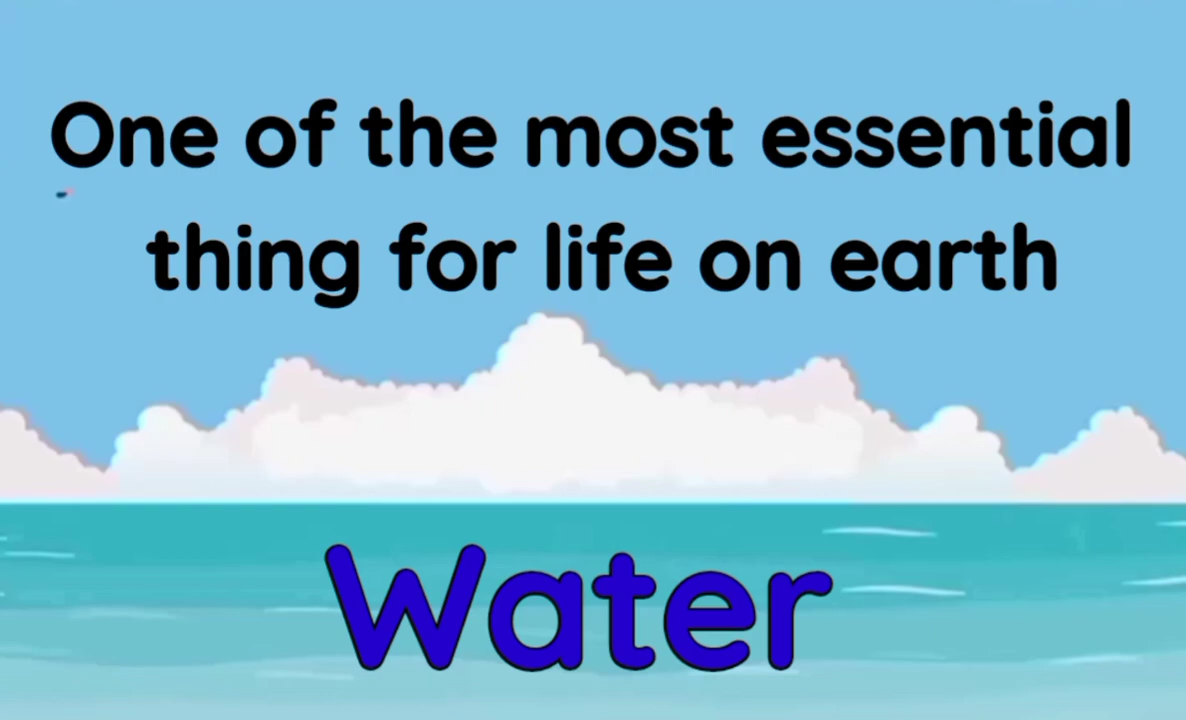 One of the most essential
thing for life on earth
Water